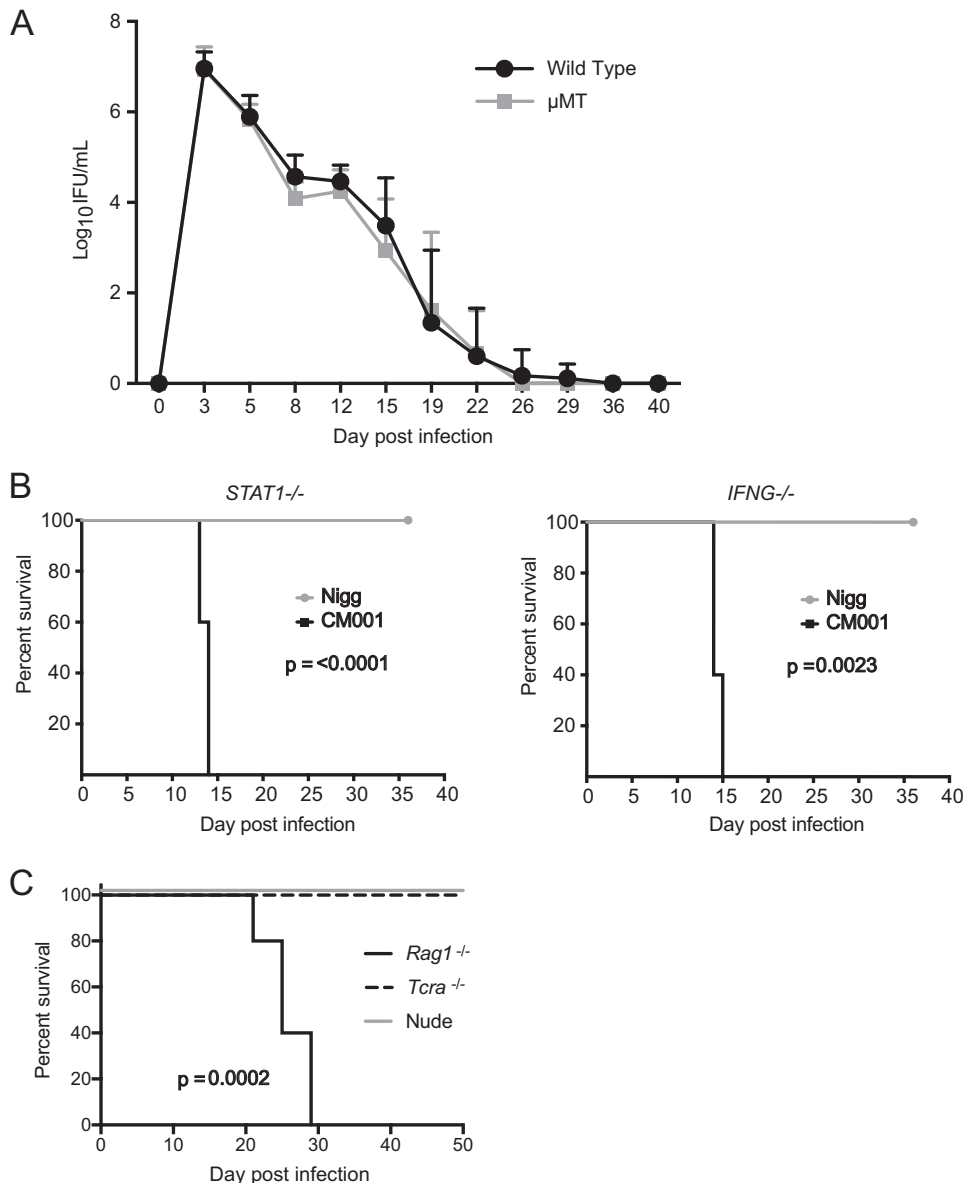 A
8
6
4
2
0
Log10IFU/mL
Wild Type
µMT
0 3 5 8 12 15 19 22 26 29 36 40
Day post infection
B
STAT1-/-
100
80
60
40
20
Percent survival
Nigg
CM001
p = <0.0001
0 5 10 15 20 25 30 35 40
Day post infection
IFNG-/-
100
80
60
40
20
Percent survival
Nigg
CM001
p = 0.0023
0 5 10 15 20 25 30 35 40
Day post infection
C
100
80
60
40
20
0
Percent survival
Rag1 -/-
Tcra -/-
Nude
p = 0.0002
0 10 20 30 40 50
Day post infection